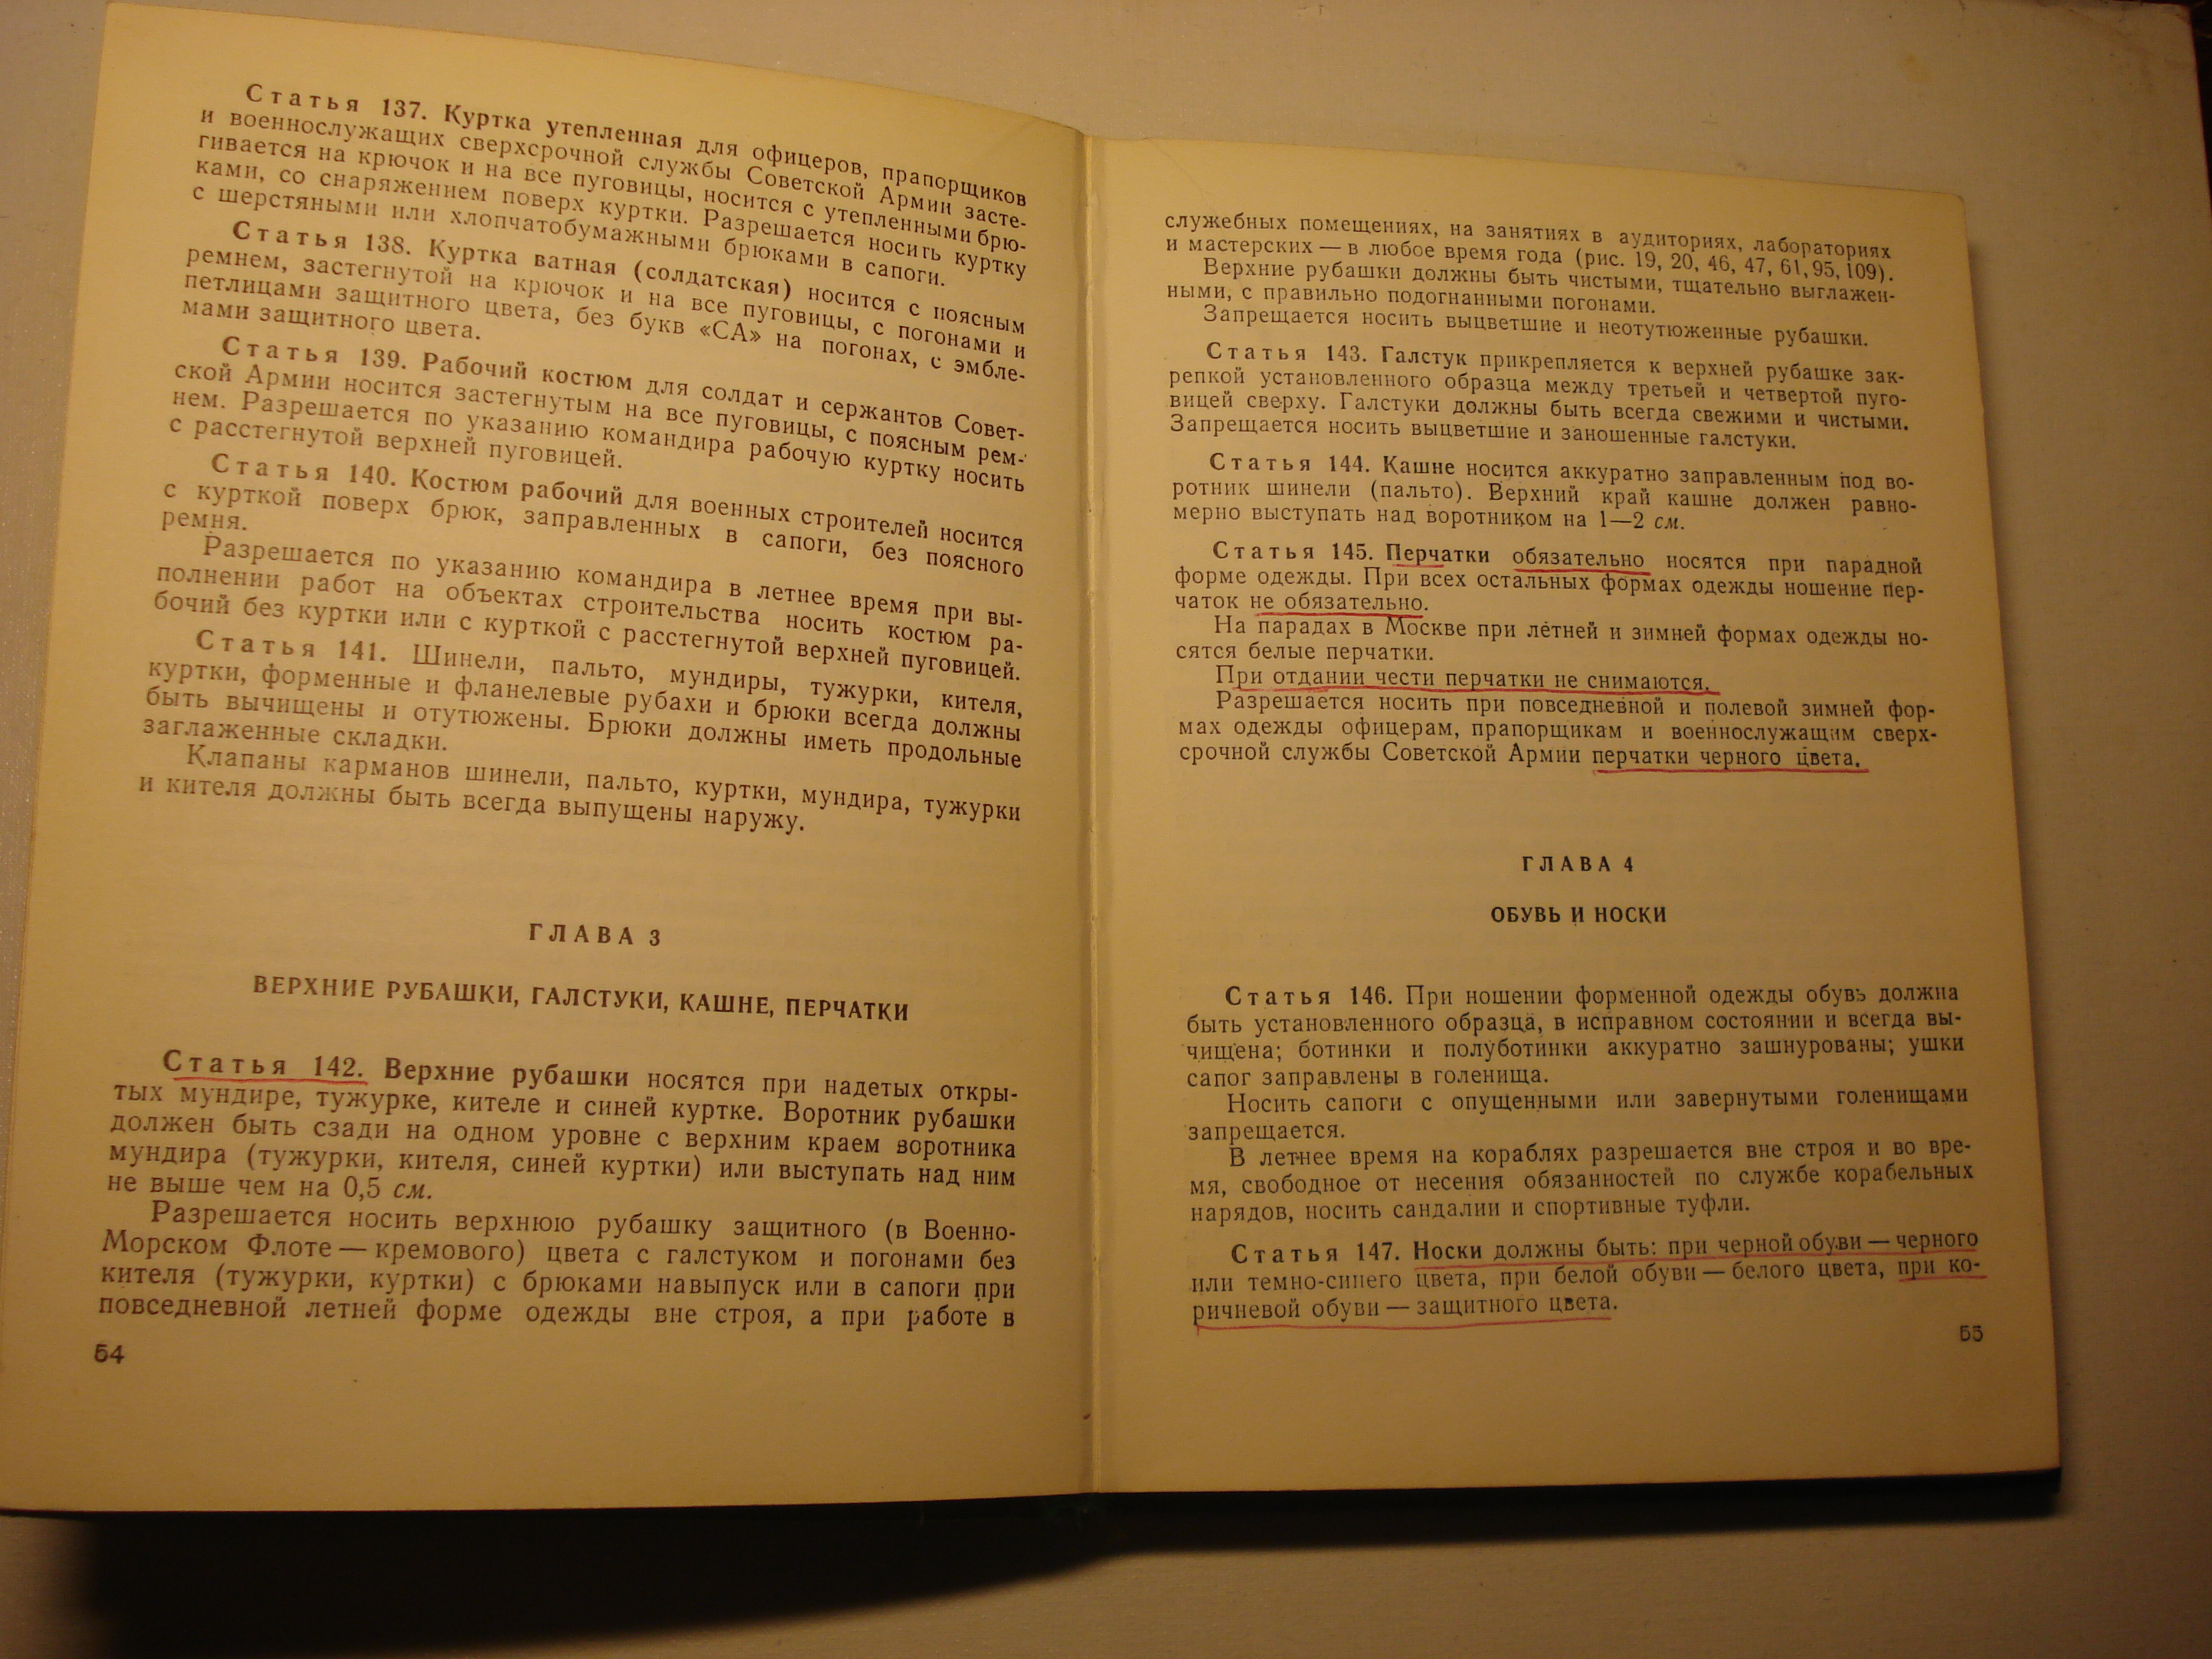 Статья 137. Куртка утепленная для офицеров, прапорщиков
и военнослужащих сверхсрочной службы Советской Армии засте-
гивается на крючок и на все пуговицы, носится с утепленными брю-
ками, со снаряжением поверх куртки. Разрешается носить куртку
с шерстяными или хлопчатобумажными брюками в сапоги.
Статья 138. Куртка ватная (солдатская) носится с поясным
ремнем, застегнутой на крючок и на все пуговицы, с погонами и
петлицами защитного цвета, без букв «СА» на погонах, с эмбле-
мами защитного цвета.
Статья 139. Рабочий костюм для солдат и сержантов Совет-
ской Армии носится застегнутым на все пуговицы, с поясным рем-
нем. Разрешается по указанию командира рабочую куртку носить
с расстегнутой верхней пуговицей.
Статья 140. Костюм рабочий для военных строителей носится
с курткой поверх брюк, заправленных в сапоги, без поясного
ремня.
Разрешается по указанию командира в летнее время при вы-
полнении работ на объектах строительства носить костюм ра-
бочий без куртки или с курткой с расстегнутой верхней пуговицей.
Статья 141. Шинели, пальто, мундиры, тужурки, кителя,
куртки, форменные и фланелевые рубахи и брюки всегда должны
быть вычищены и отутюжены. Брюки должны иметь продольные
заглаженные складки.
Клапаны карманов шинели, пальто, куртки, мундира, тужурки
и кителя должны быть всегда выпущены наружу.
ГЛАВА 3
ВЕРХНИЕ РУБАШКИ, ГАЛСТУКИ, КАШНЕ, ПЕРЧАТКИ
Статья 142. Верхние рубашки носятся при надетых откры-
тых мундире, тужурке, кителе и синей куртке. Воротник рубашки
должен быть сзади на одном уровне с верхним краем воротника
мундира (тужурки, кителя, синей куртки) или выступать над ним
не выше чем на 0,5 см.
Разрешается носить верхнюю рубашку защитного (в Военно-
Морском Флоте — кремового) цвета с галстуком и погонами без
кителя (тужурки, куртки) с брюками навыпуск или в сапоги при
повседневной летней форме одежды вне строя, а при работе в
54
служебных помещениях, на занятиях в аудиториях, лабораториях
и мастерских — в любое время года (рис. 19, 20, 46, 47, 61, 95, 109).
Верхние рубашки должны быть чистыми, тщательно выглажен-
ными, с правильно подогнанными погонами.
Запрещается носить выцветшие и неотутюженные рубашки.
Статья 143. Галстук прикрепляется к верхней рубашке зак-
репкой установленного образца между третьей и четвертой пуго-
вицей сверху. Галстуки должны быть всегда свежими и чистыми.
Запрещается носить выцветшие и заношенные галстуки.
Статья 144. Кашне носится аккуратно заправленным под во-
ротник шинели (пальто). Верхний край кашне должен равно-
мерно выступать над воротником на 1—2 см.
Статья 145. Перчатки обязательно носятся при парадной
форме одежды. При всех остальных формах одежды ношение пер-
чаток не обязательно.
На парадах в Москве при летней и зимней формах одежды но-
сятся белые перчатки.
При отдании чести перчатки не снимаются.
Разрешается носить при повседневной и полевой зимней фор-
мах одежды офицерам, прапорщикам и военнослужащим сверх-
срочной службы Советской Армии перчатки черного цвета.
ГЛАВА 4
ОБУВЬ И НОСКИ
Статья 146. При ношении форменной одежды обувь должна
быть установленного образца, в исправном состоянии и всегда вы-
чищена; ботинки и полуботинки аккуратно зашнурованы; ушки
сапог заправлены в голенища.
Носить сапоги с опущенными или завернутыми голенищами
запрещается.
В летнее время на кораблях разрешается вне строя и во вре-
мя, свободное от несения обязанностей по службе корабельных
нарядов, носить сандалии и спортивные туфли.
Статья 147. Носки должны быть: при черной обуви — черного
или темно-синего цвета, при белой обуви — белого цвета, при ко-
ричневой обуви — защитного цвета.
55